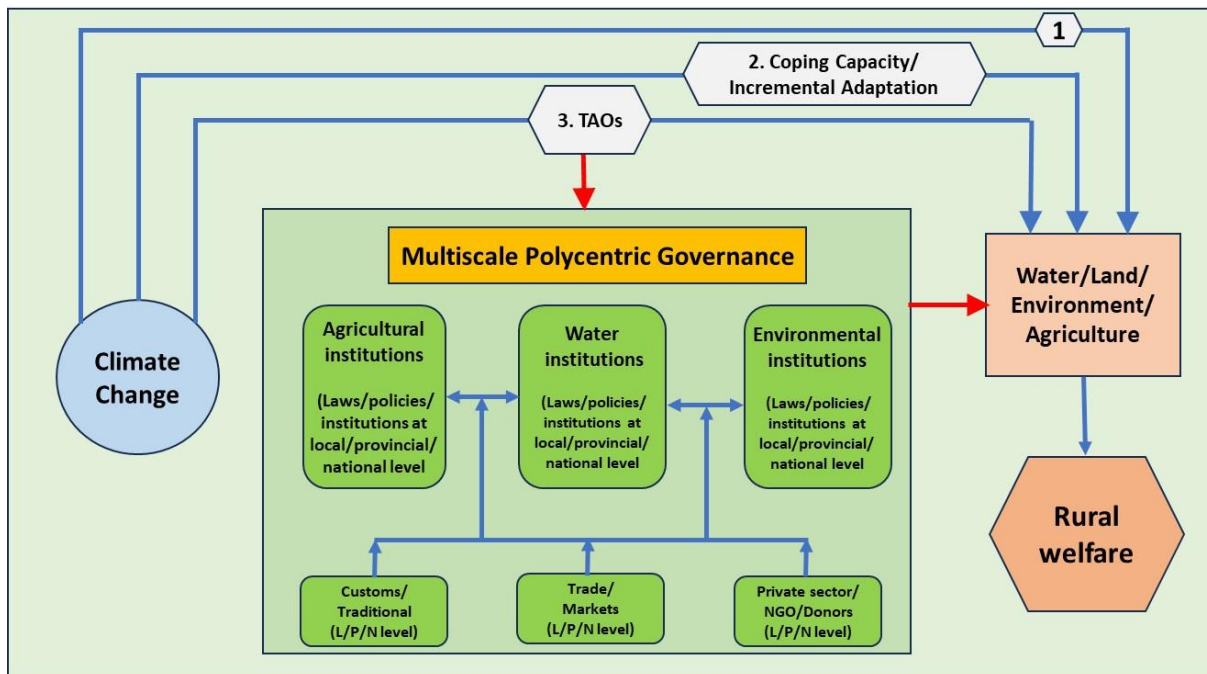 1
2. Coping Capacity/
Incremental Adaptation
3. TAOs
Multiscale Polycentric Governance
Climate
Change
Agricultural
institutions
(Laws/policies/
institutions at
local/provincial/
national level
Water
institutions
(Laws/policies/
institutions at
local/provincial/
national level
Environmental
institutions
(Laws/policies/
institutions at
local/provincial/
national level
Water/Land/
Environment/
Agriculture
Customs/
Traditional
(L/P/N level)
Trade/
Markets
(L/P/N level)
Private sector/
NGO/Donors
(L/P/N level)
Rural
welfare